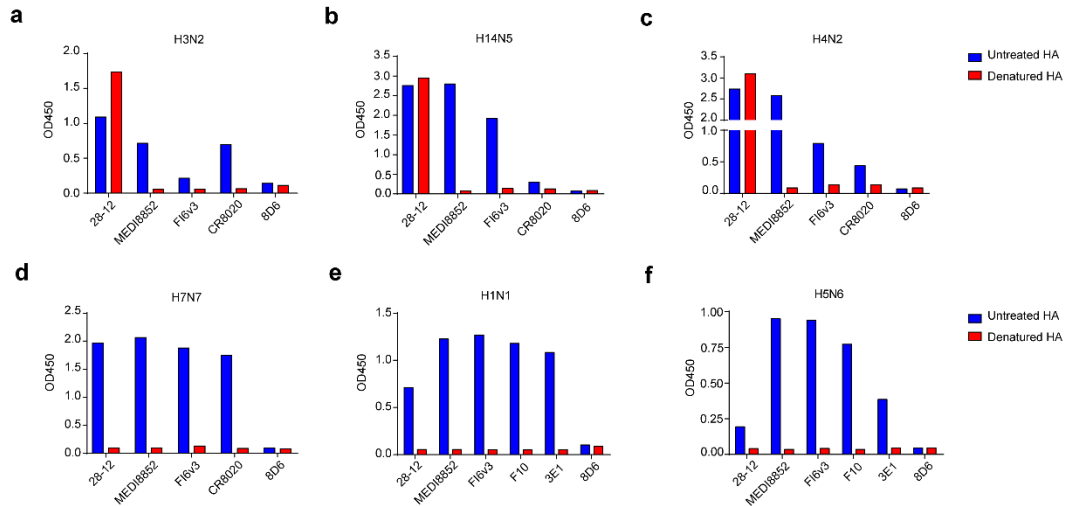 a
H3N2
2.0
1.5
1.0
0.5
0.0
OD450
28-12
MEDI8852
FI6v3
CR8020
8D6
b
H14N5
3.5
3.0
2.5
2.0
1.5
1.0
0.5
0.0
OD450
28-12
MEDI8852
FI6v3
CR8020
8D6
c
H4N2
3.5
3.0
2.5
2.0
1.0
0.5
0.0
OD450
28-12
MEDI8852
FI6v3
CR8020
8D6
Untreated HA
Denatured HA
d
H7N7
2.5
2.0
1.5
1.0
0.5
0.0
OD450
28-12
MEDI8852
FI6v3
CR8020
8D6
e
H1N1
1.5
1.0
0.5
0.0
OD450
28-12
MEDI8852
FI6v3
F10
3E1
8D6
f
H5N6
1.00
0.75
0.50
0.25
0.00
OD450
28-12
MEDI8852
FI6v3
F10
3E1
8D6
Untreated HA
Denatured HA